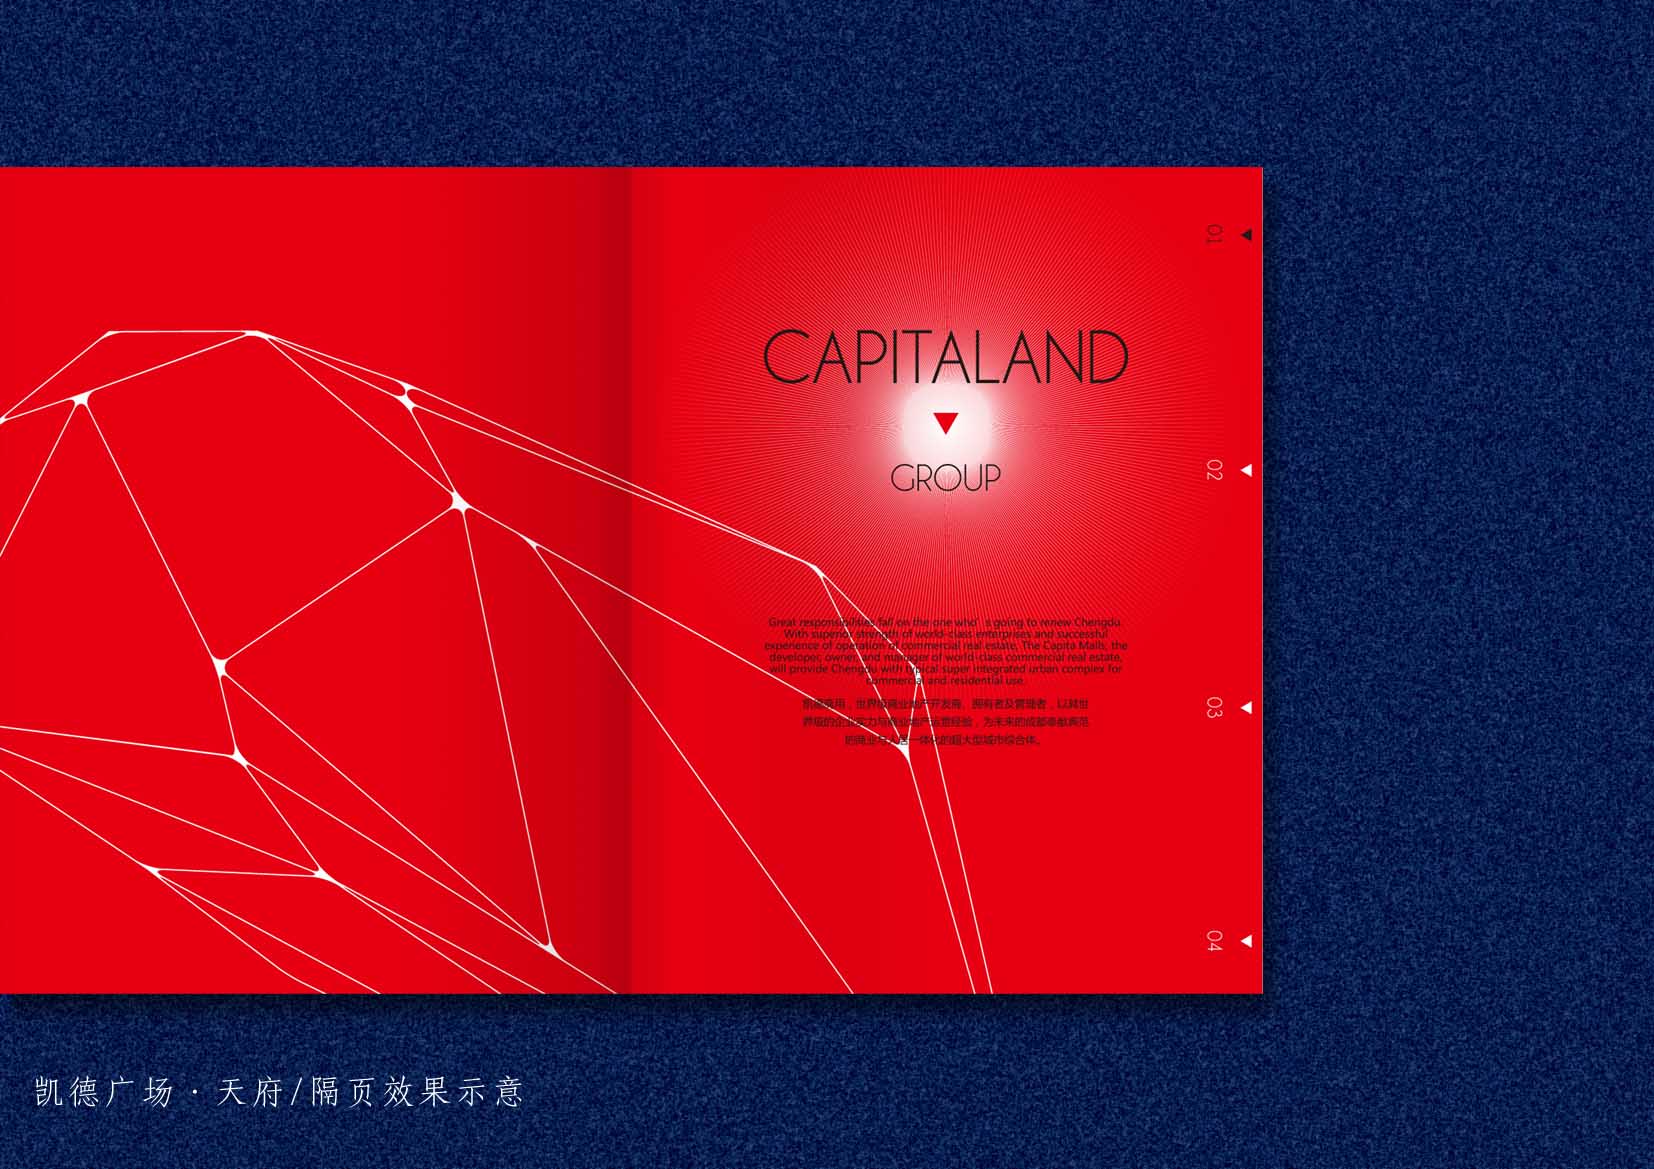 CAPITALAND
GROUP
Great responsibilities fall on the one who’s going to renew Chengdu.
With superior strength of world-class enterprises and successful
experience of operation of commercial real estate. The Capita Malls, the
developer, owner, and manager of world-class commercial real estate,
will provide Chengdu with typical super integrated urban complex for
commercial and residential use.
凯德商用，世界级商业地产开发商、拥有者及管理者，以其世
界级的企业实力与商业地产运营经验，为未来的成都奉献典范
的商业与人居一体化的超大型城市综合体。
01
02
03
04
凯德广场·天府/隔页效果示意